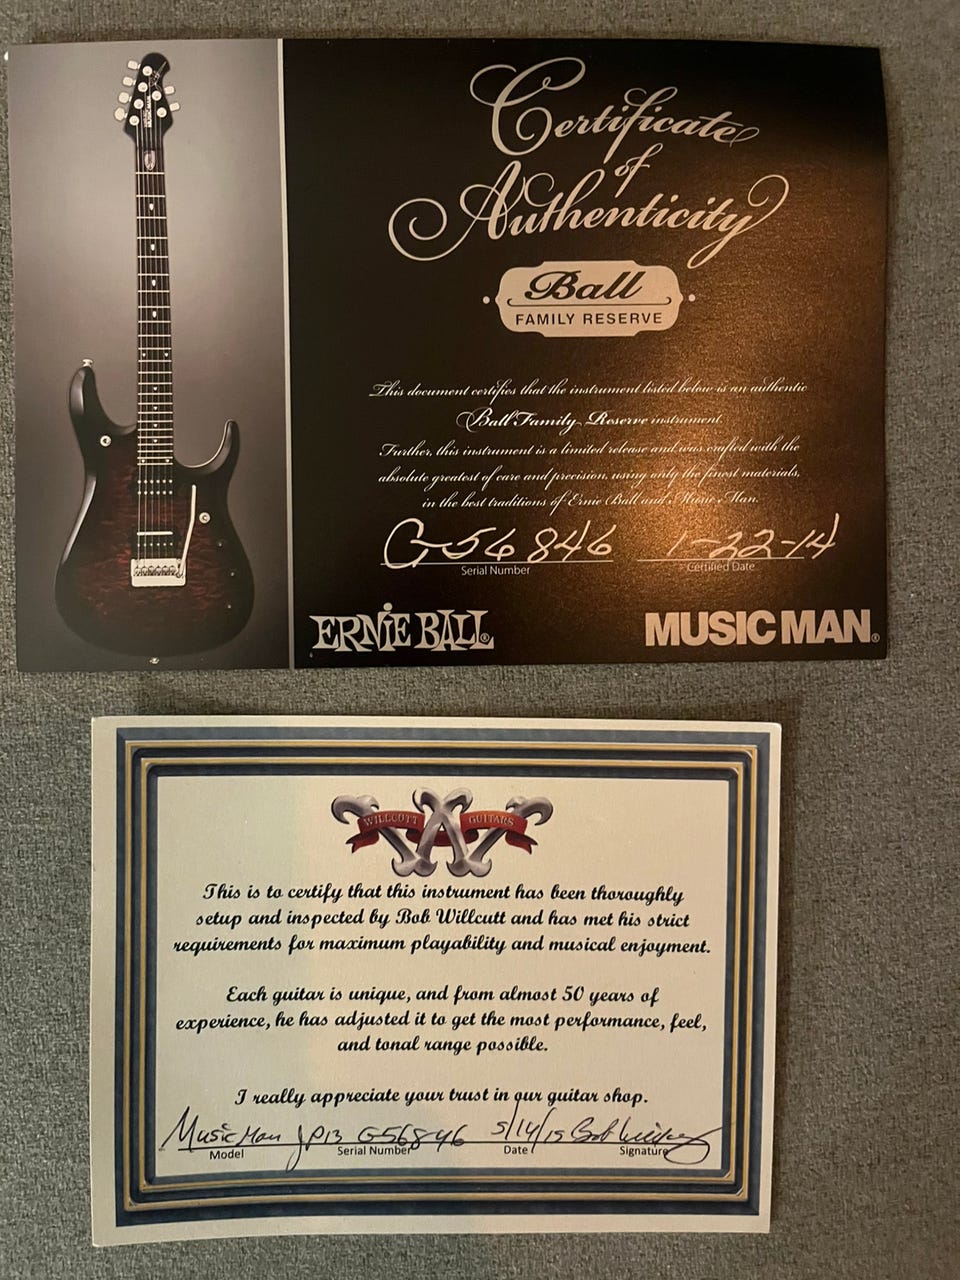 Certificate
of
Authenticity
Ball
FAMILY RESERVE
This document certifies that the instrument listed below is an authentic
Ball Family Reserve instrument.
Further, this instrument is a limited release and was crafted with the
absolute greatest of care and precision, using only the finest materials,
in the best traditions of Ernie Ball and Music Man.
G56846 1-22-14
Serial Number Certified Date
ERNIE BALL® MUSIC MAN®
WILLCUTT GUITARS
This is to certify that this instrument has been thoroughly
setup and inspected by Bob Willcutt and has met his strict
requirements for maximum playability and musical enjoyment.
Each guitar is unique, and from almost 50 years of
experience, he has adjusted it to get the most performance, feel,
and tonal range possible.
I really appreciate your trust in our guitar shop.
Music Man JP13 G56846 5/14/15 Bob Willcutt
Model Serial Number Date Signature